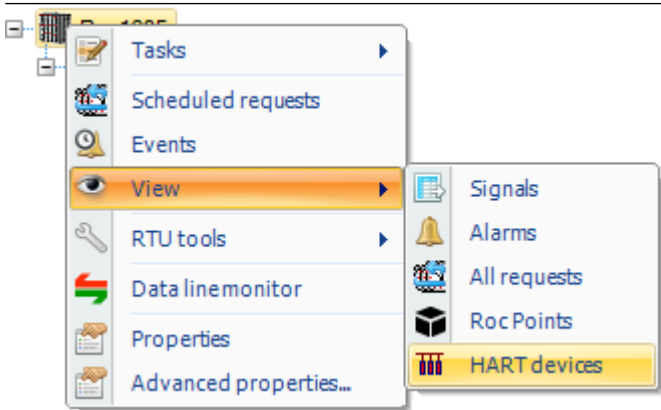 Tasks
Scheduled requests
Events
View
RTU tools
Data line monitor
Properties
Advanced properties...
Signals
Alarms
All requests
Roc Points
HART devices